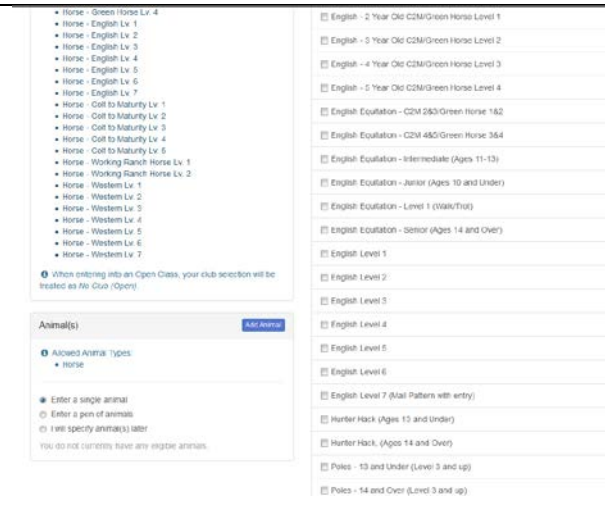 Horse - Green Horse Lv. 4
Horse - English Lv. 1
Horse - English Lv. 2
Horse - English Lv. 3
Horse - English Lv. 4
Horse - English Lv. 5
Horse - English Lv. 6
Horse - English Lv. 7
Horse - Colt to Maturity Lv. 1
Horse - Colt to Maturity Lv. 2
Horse - Colt to Maturity Lv. 3
Horse - Colt to Maturity Lv. 4
Horse - Colt to Maturity Lv. 5
Horse - Working Ranch Horse Lv. 1
Horse - Working Ranch Horse Lv. 2
Horse - Western Lv. 1
Horse - Western Lv. 2
Horse - Western Lv. 3
Horse - Western Lv. 4
Horse - Western Lv. 5
Horse - Western Lv. 6
Horse - Western Lv. 7
When entering into an Open Class, your club selection will be
treated as No Club (Open)
Animal(s)
Add Animal
Allowed Animal Types:
Horse
Enter a single animal
Enter a pen of animals
I will specify animal(s) later
You do not currently have any eligible animals.
English - 2 Year Old C2M/Green Horse Level 1
English - 3 Year Old C2M/Green Horse Level 2
English - 4 Year Old C2M/Green Horse Level 3
English - 5 Year Old C2M/Green Horse Level 4
English Equitation - C2M 2&3/Green Horse 1&2
English Equitation - C2M 4&5/Green Horse 3&4
English Equitation - Intermediate (Ages 11-13)
English Equitation - Junior (Ages 10 and Under)
English Equitation - Level 1 (Walk/Trot)
English Equitation - Senior (Ages 14 and Over)
English Level 1
English Level 2
English Level 3
English Level 4
English Level 5
English Level 6
English Level 7 (Mail Pattern with entry)
Hunter Hack (Ages 13 and Under)
Hunter Hack, (Ages 14 and Over)
Poles - 13 and Under (Level 3 and up)
Poles - 14 and Over (Level 3 and up)